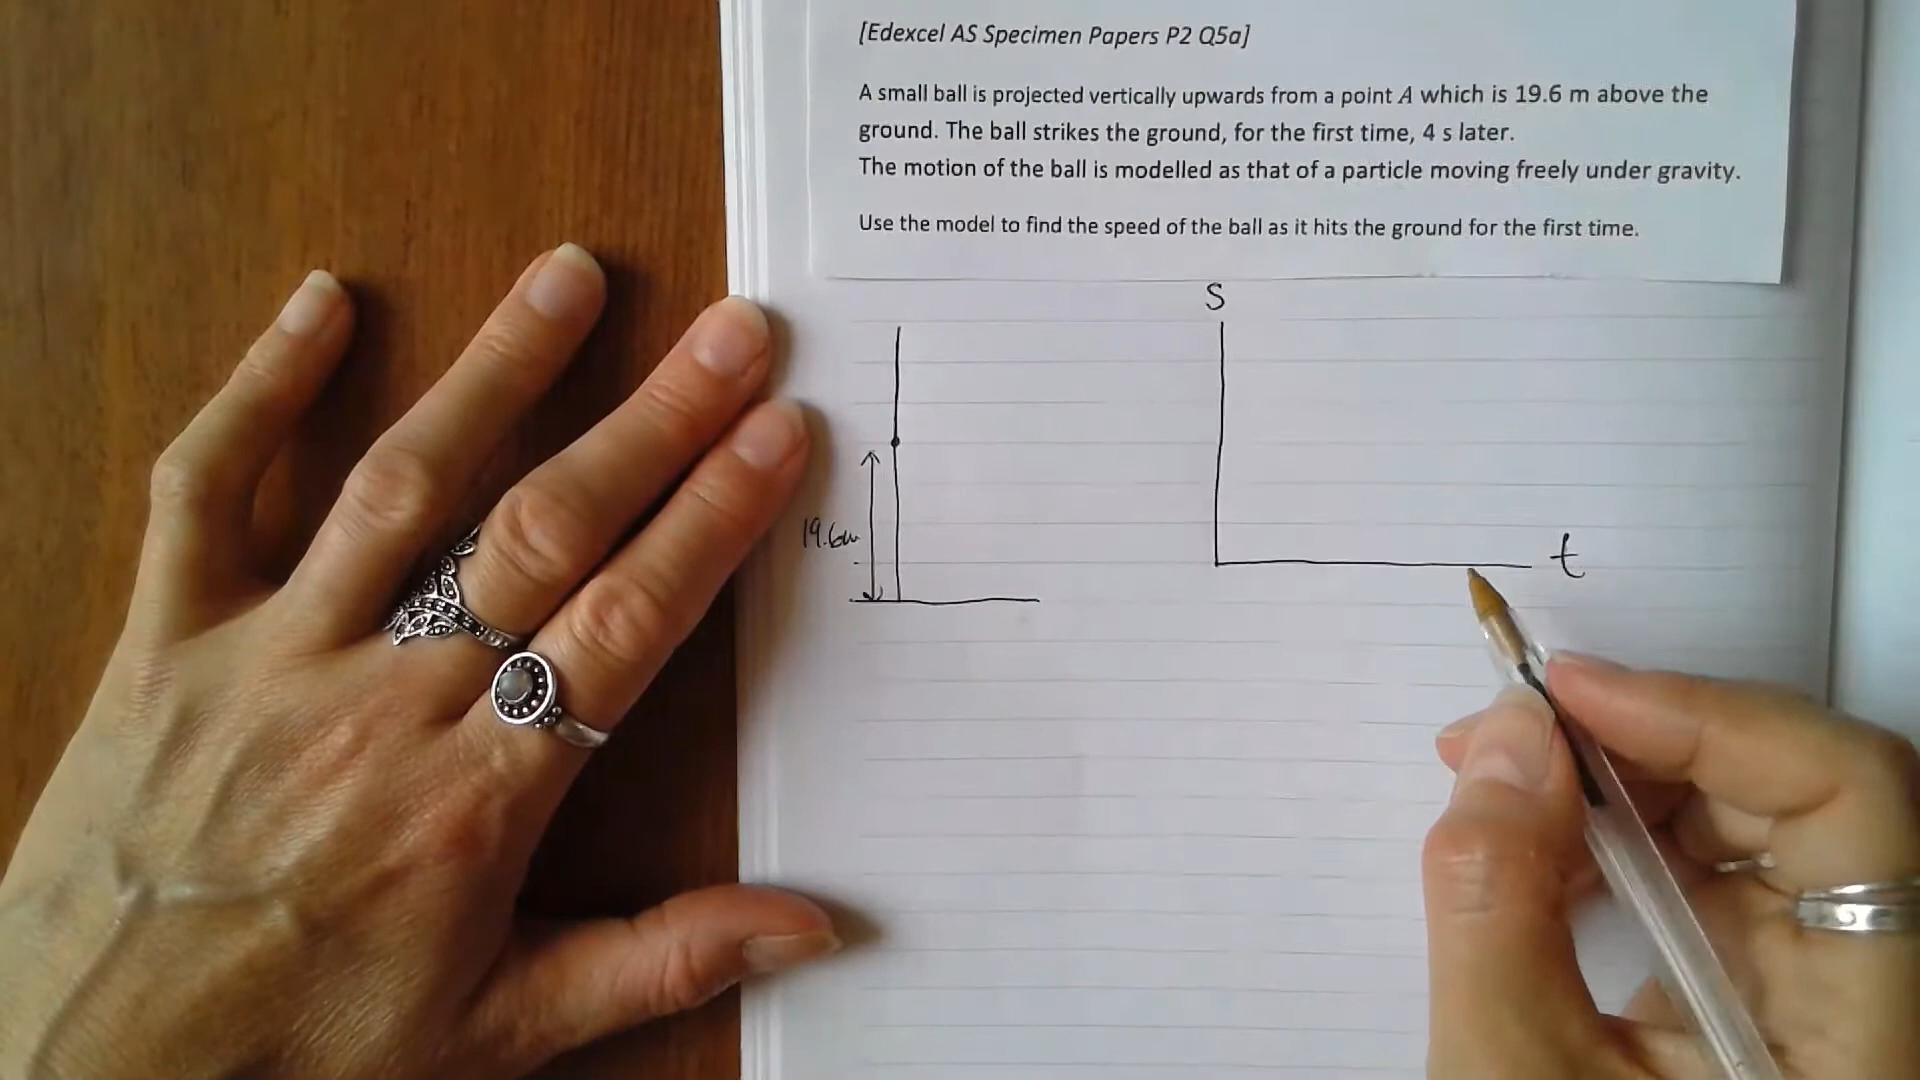 [Edexcel AS Specimen Papers P2 Q5a]
A small ball is projected vertically upwards from a point A which is 19.6 m above the
ground. The ball strikes the ground, for the first time, 4 s later.
The motion of the ball is modelled as that of a particle moving freely under gravity.
Use the model to find the speed of the ball as it hits the ground for the first time.
S
19.6m
t